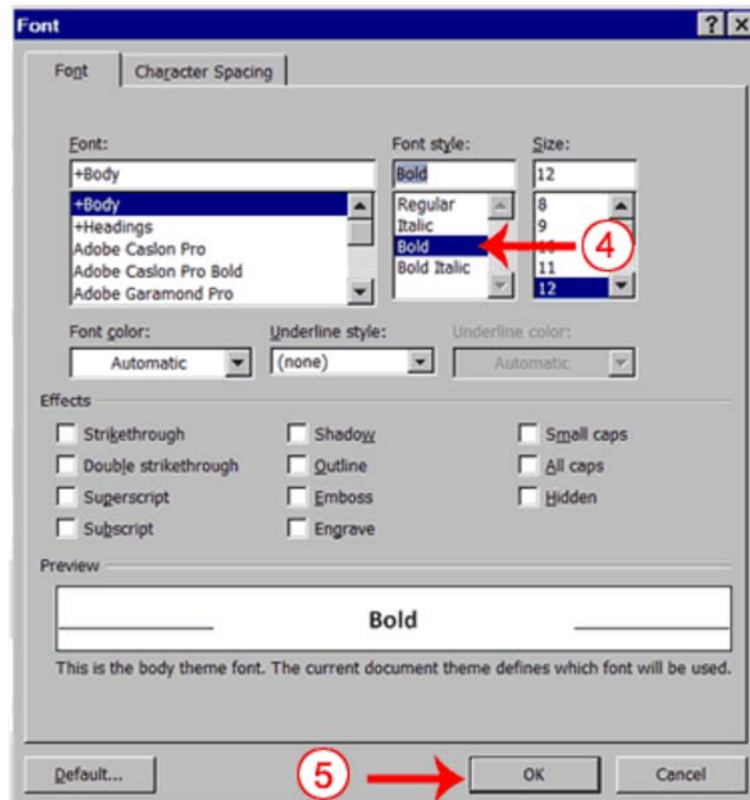 Font
Font Character Spacing
Font: Font style: Size:
+Body Bold 12
+Body Regular 8
+Headings Italic 9
Adobe Caslon Pro Bold 4
Adobe Caslon Pro Bold Bold Italic 11
Adobe Garamond Pro 12
Font color: Underline style: Underline color:
Automatic (none) Automatic
Effects
Strikethrough Shadow Small caps
Double strikethrough Outline All caps
Superscript Emboss Hidden
Subscript Engrave
Preview
Bold
This is the body theme font. The current document theme defines which font will be used.
Default... 5 OK Cancel